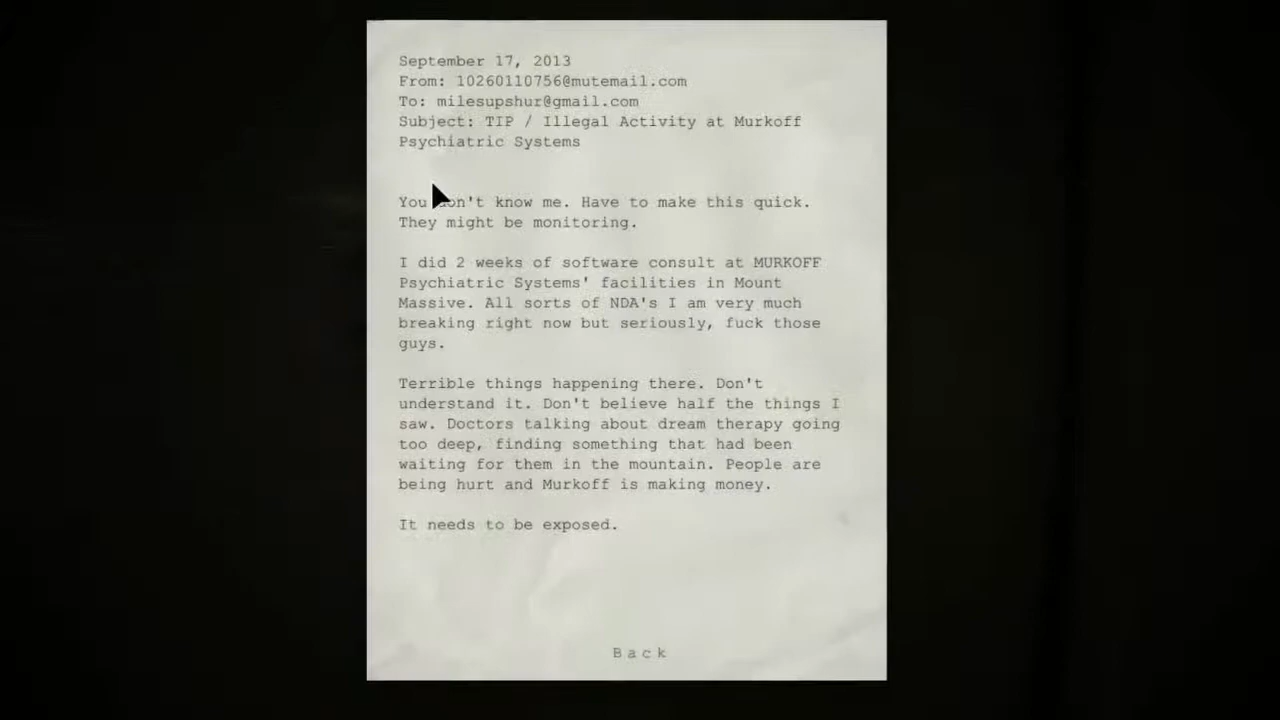 September 17, 2013
From: 10260110756@mutemail.com
To: milesupshur@gmail.com
Subject: TIP / Illegal Activity at Murkoff
Psychiatric Systems
You don't know me. Have to make this quick.
They might be monitoring.
I did 2 weeks of software consult at MURKOFF
Psychiatric Systems' facilities in Mount
Massive. All sorts of NDA's I am very much
breaking right now but seriously, fuck those
guys.
Terrible things happening there. Don't
understand it. Don't believe half the things I
saw. Doctors talking about dream therapy going
too deep, finding something that had been
waiting for them in the mountain. People are
being hurt and Murkoff is making money.
It needs to be exposed.
Back